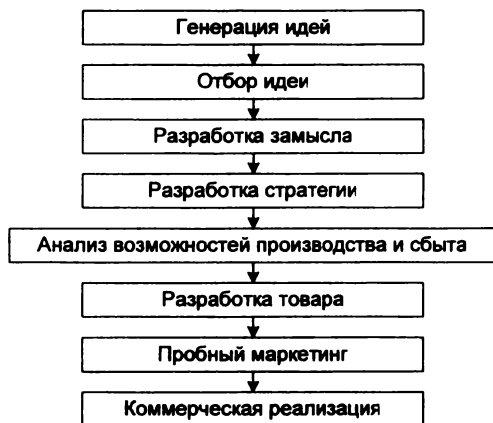 Генерация идей
Отбор идеи
Разработка замысла
Разработка стратегии
Анализ возможностей производства и сбыта
Разработка товара
Пробный маркетинг
Коммерческая реализация